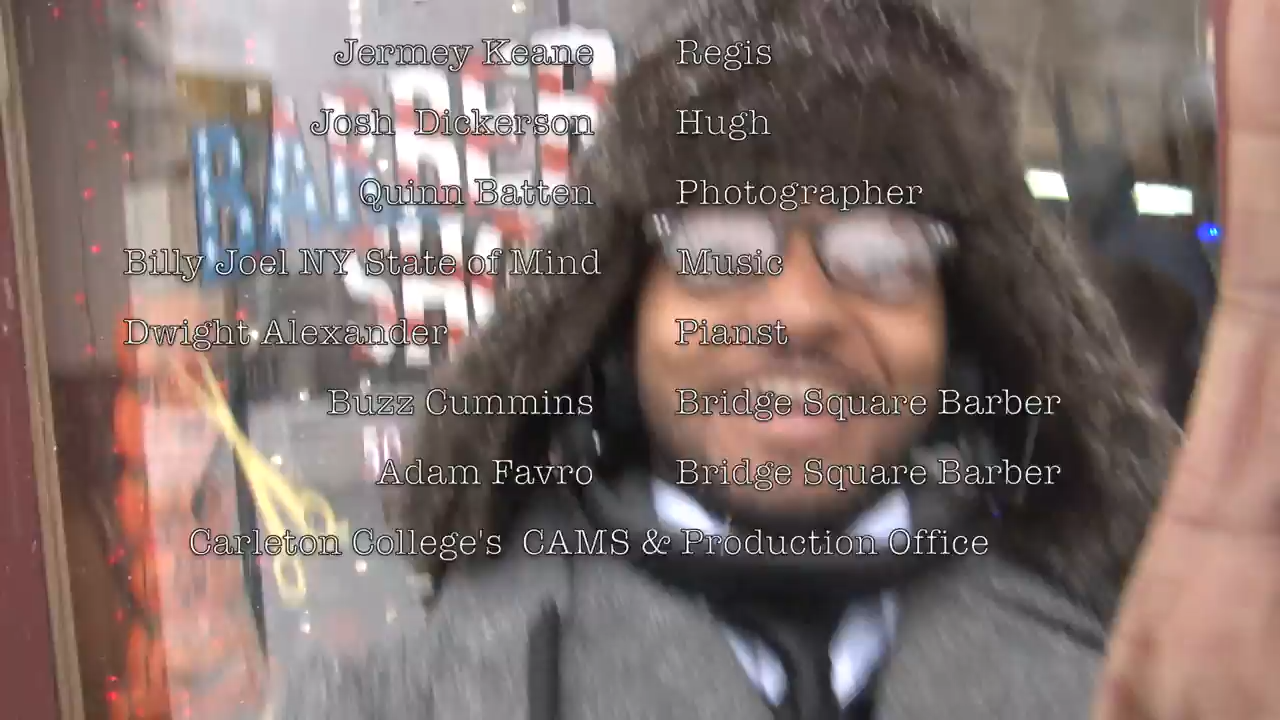 Jermey Keane Regis
Josh Dickerson Hugh
Quinn Batten Photographer
Billy Joel NY State of Mind Music
Dwight Alexander Pianst
Buzz Cummins Bridge Square Barber
Adam Favro Bridge Square Barber
Carleton College's CAMS & Production Office
BARBER